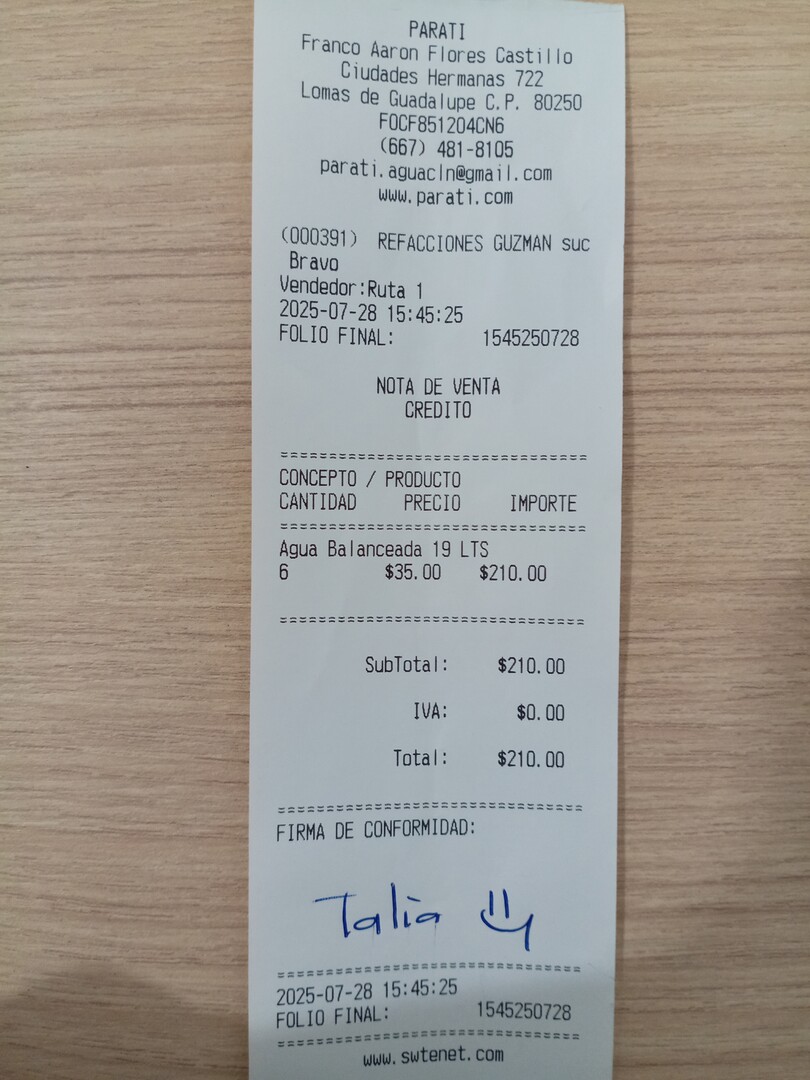 PARATI
Franco Aaron Flores Castillo
Ciudades Hermanas 722
Lomas de Guadalupe C.P. 80250
FOCF851204CN6
(667) 481-8105
parati.aguacln@gmail.com
www.parati.com
(000391) REFACCIONES GUZMAN suc
Bravo
Vendedor:Ruta 1
2025-07-28 15:45:25
FOLIO FINAL: 1545250728
NOTA DE VENTA
CREDITO
==============================
CONCEPTO / PRODUCTO
CANTIDAD PRECIO IMPORTE
==============================
Agua Balanceada 19 LTS
6 $35.00 $210.00
==============================
SubTotal: $210.00
IVA: $0.00
Total: $210.00
==============================
FIRMA DE CONFORMIDAD:
Talia
==============================
2025-07-28 15:45:25
FOLIO FINAL: 1545250728
==============================
www.swtenet.com